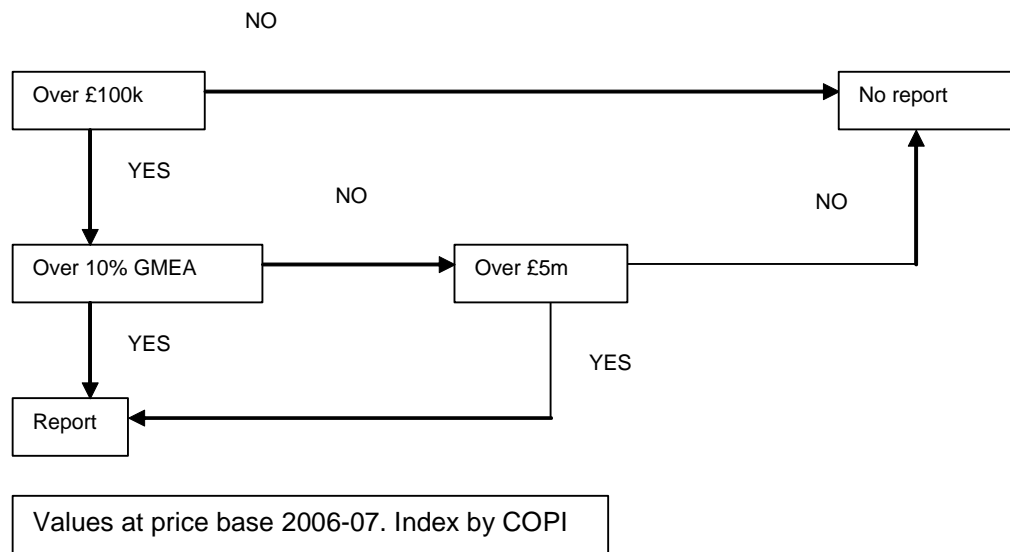 NO
Over £100k
No report
YES
NO
NO
Over 10% GMEA
Over £5m
YES
YES
Report
Values at price base 2006-07. Index by COPI